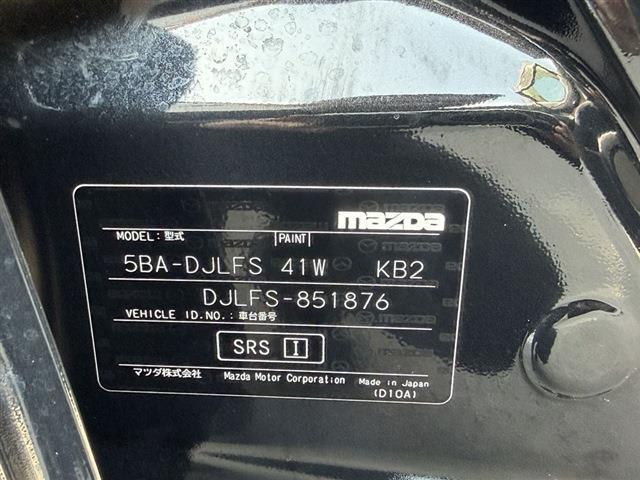 mazda
MODEL: 型式 PAINT
5BA-DJLFS 41W KB2
DJLFS-851876
VEHICLE ID.NO.: 車台番号
SRS I
マツダ株式会社 Mazda Motor Corporation Made in Japan
(D10A)